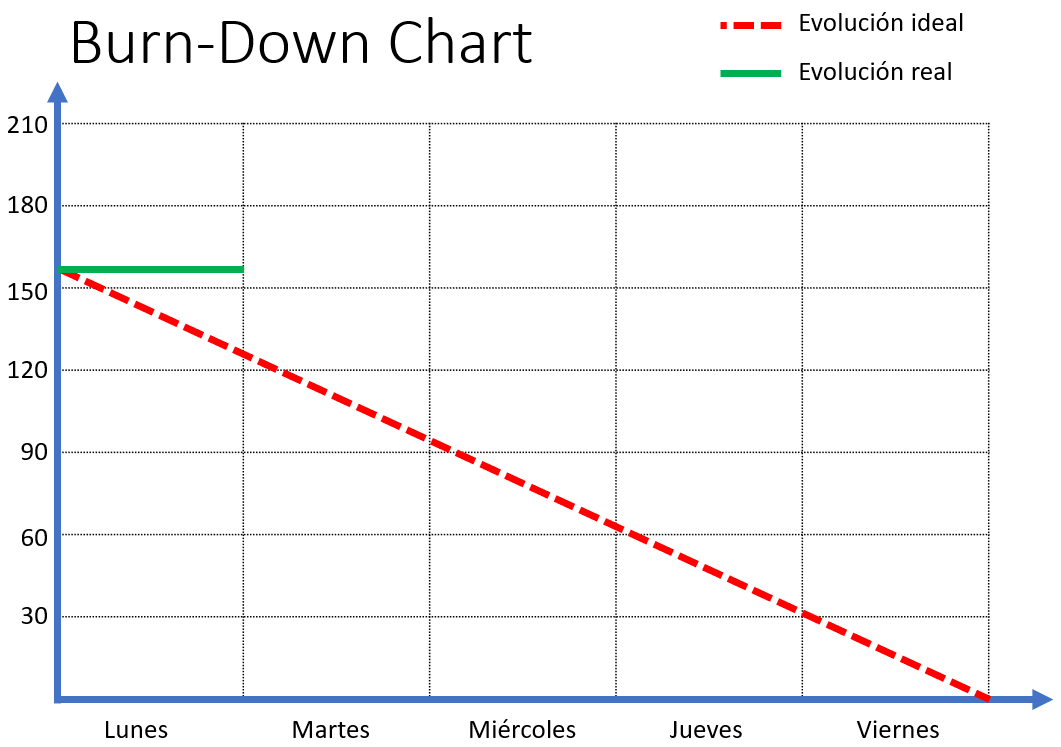 Burn-Down Chart
Evolución ideal
Evolución real
210
180
150
120
90
60
30
Lunes
Martes
Miércoles
Jueves
Viernes